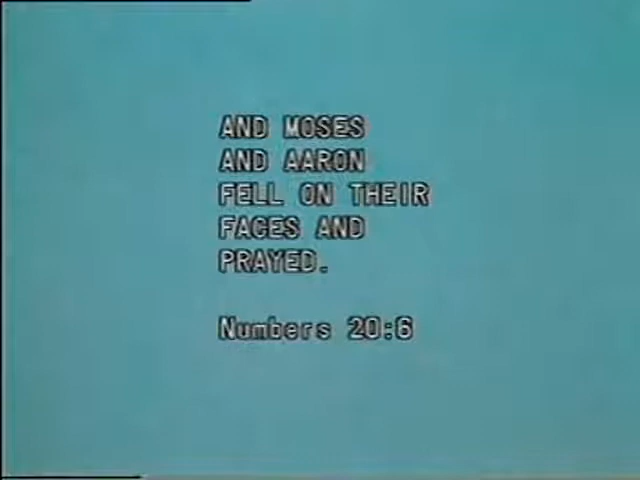 AND MOSES
AND AARON
FELL ON THEIR
FACES AND
PRAYED.
Numbers 20:6